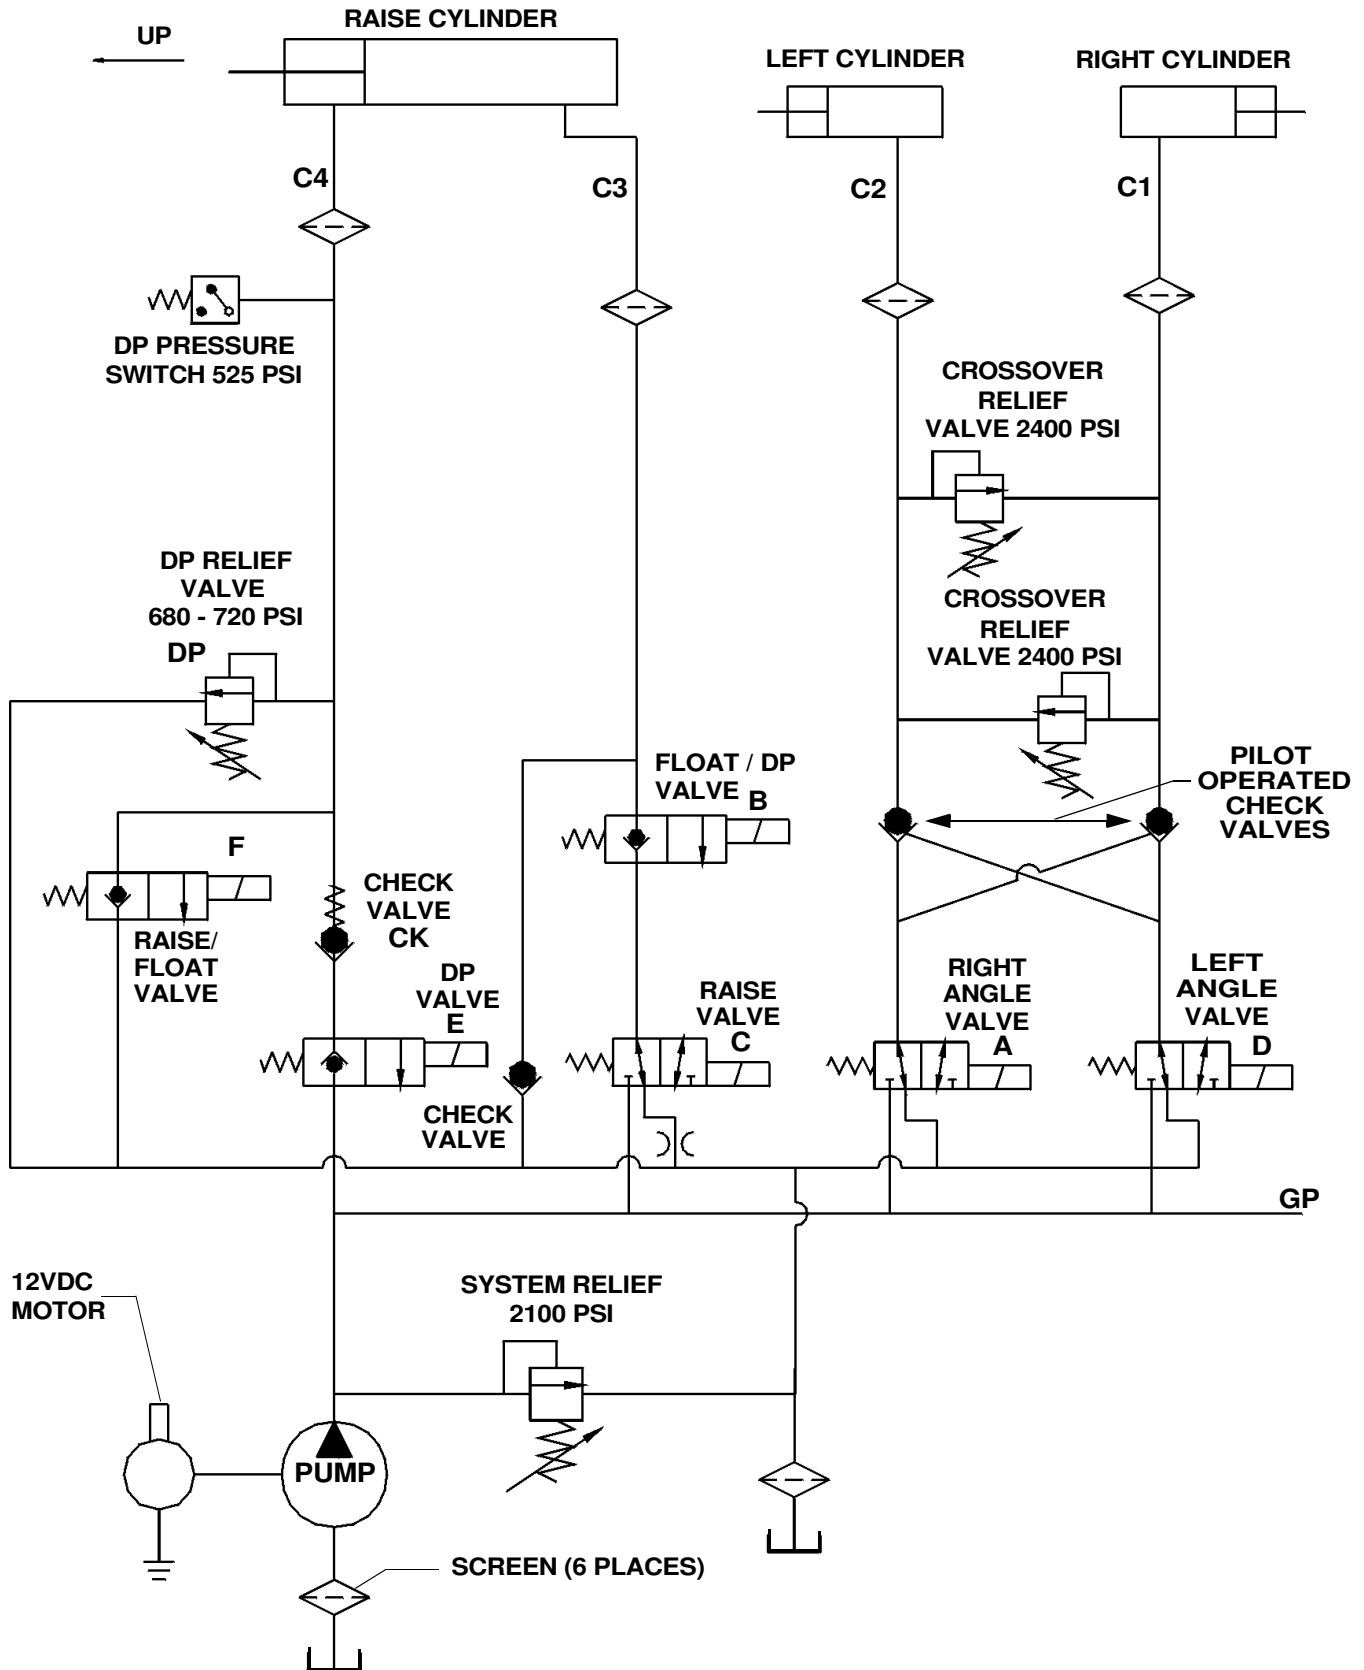 RAISE CYLINDER
UP
LEFT CYLINDER
RIGHT CYLINDER
C4
C3
C2
C1
DP PRESSURE
SWITCH 525 PSI
CROSSOVER
RELIEF
VALVE 2400 PSI
DP RELIEF
VALVE
680 - 720 PSI
DP
CROSSOVER
RELIEF
VALVE 2400 PSI
FLOAT / DP
VALVE B
PILOT
OPERATED
CHECK
VALVES
F
RAISE/
FLOAT
VALVE
CHECK
VALVE
CK
DP
VALVE
E
CHECK
VALVE
RAISE
VALVE
C
RIGHT
ANGLE
VALVE
A
LEFT
ANGLE
VALVE
D
GP
12VDC
MOTOR
SYSTEM RELIEF
2100 PSI
PUMP
SCREEN (6 PLACES)